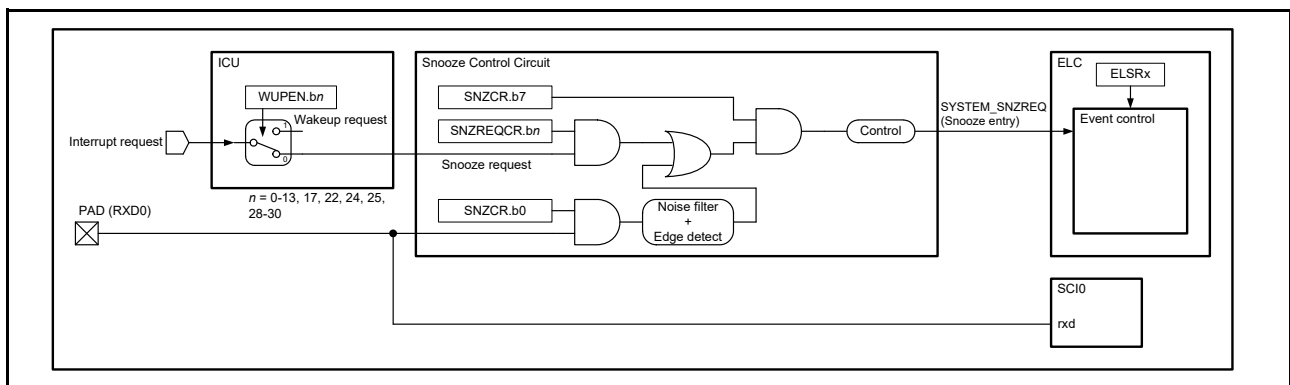 ICU
WUPEN.bn
1
Wakeup request
0
Interrupt request
n = 0-13, 17, 22, 24, 25,
28-30
PAD (RXD0)
Snooze Control Circuit
SNZCR.b7
SNZREQCR.bn
Snooze request
SNZCR.b0
Noise filter
+
Edge detect
Control
SYSTEM_SNZREQ
(Snooze entry)
ELC
ELSRx
Event control
SCI0
rxd